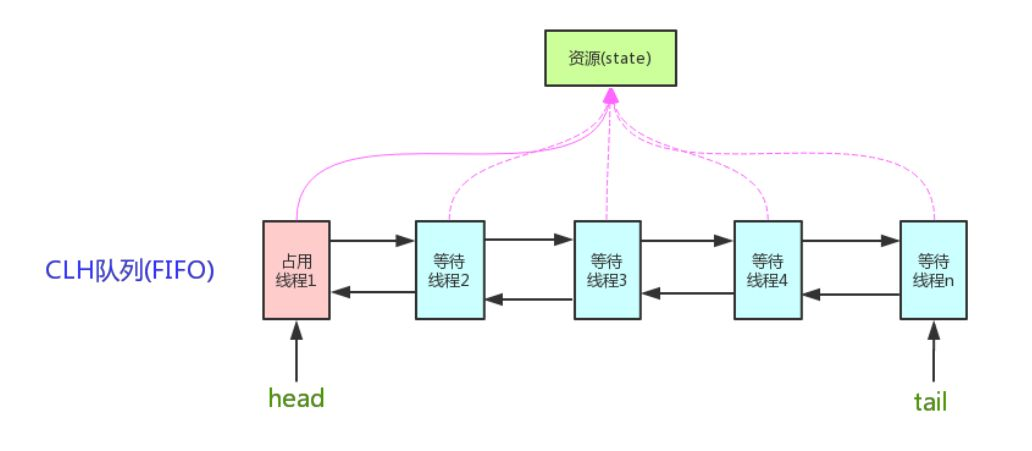 资源(state)
CLH队列(FIFO)
占用
线程1
等待
线程2
等待
线程3
等待
线程4
等待
线程n
head
tail